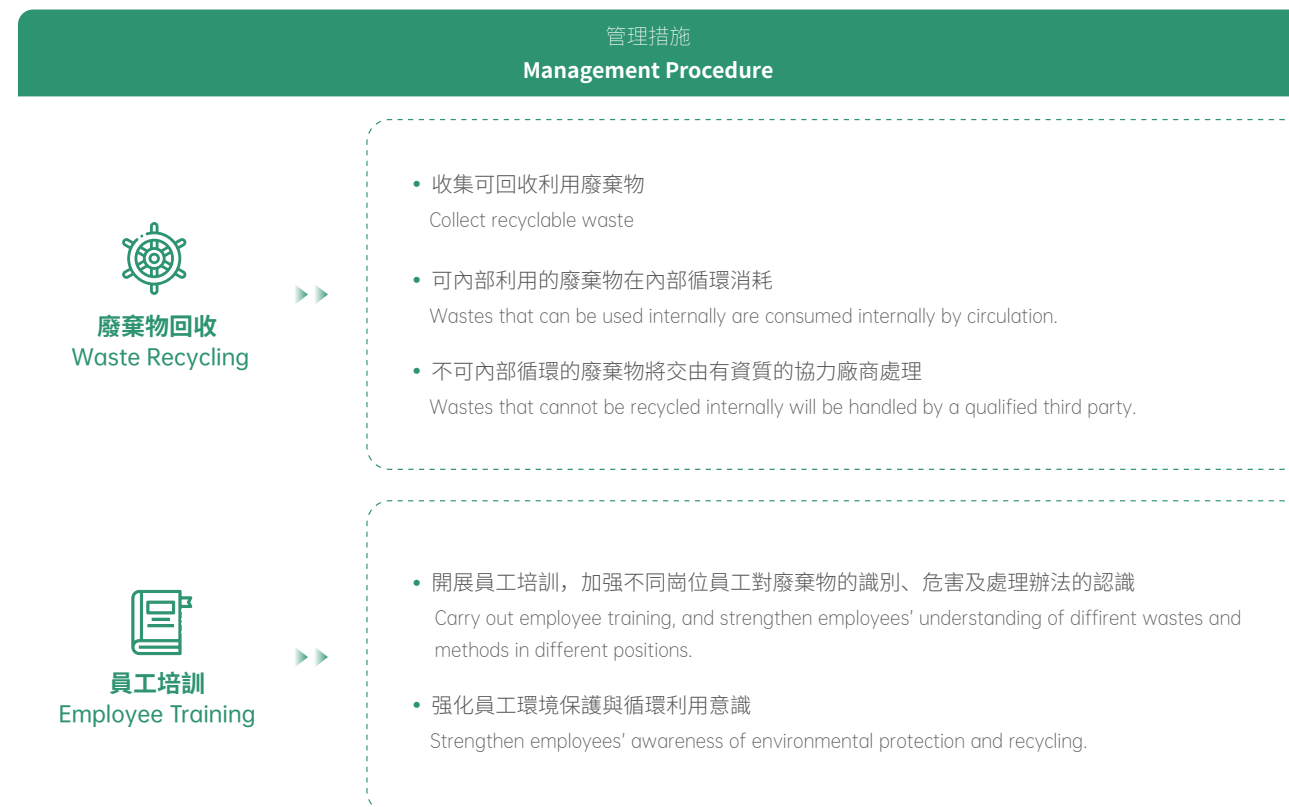 管理措施
Management Procedure
廢棄物回收
Waste Recycling
• 收集可回收利用廢棄物
Collect recyclable waste
• 可內部利用的廢棄物在內部循環消耗
Wastes that can be used internally are consumed internally by circulation.
• 不可內部循環的廢棄物將交由有資質的協力廠商處理
Wastes that cannot be recycled internally will be handled by a qualified third party.
員工培訓
Employee Training
• 開展員工培訓，加强不同崗位員工對廢棄物的識別、危害及處理辦法的認識
Carry out employee training, and strengthen employees’ understanding of diffirent wastes and
methods in different positions.
• 强化員工環境保護與循環利用意識
Strengthen employees’ awareness of environmental protection and recycling.